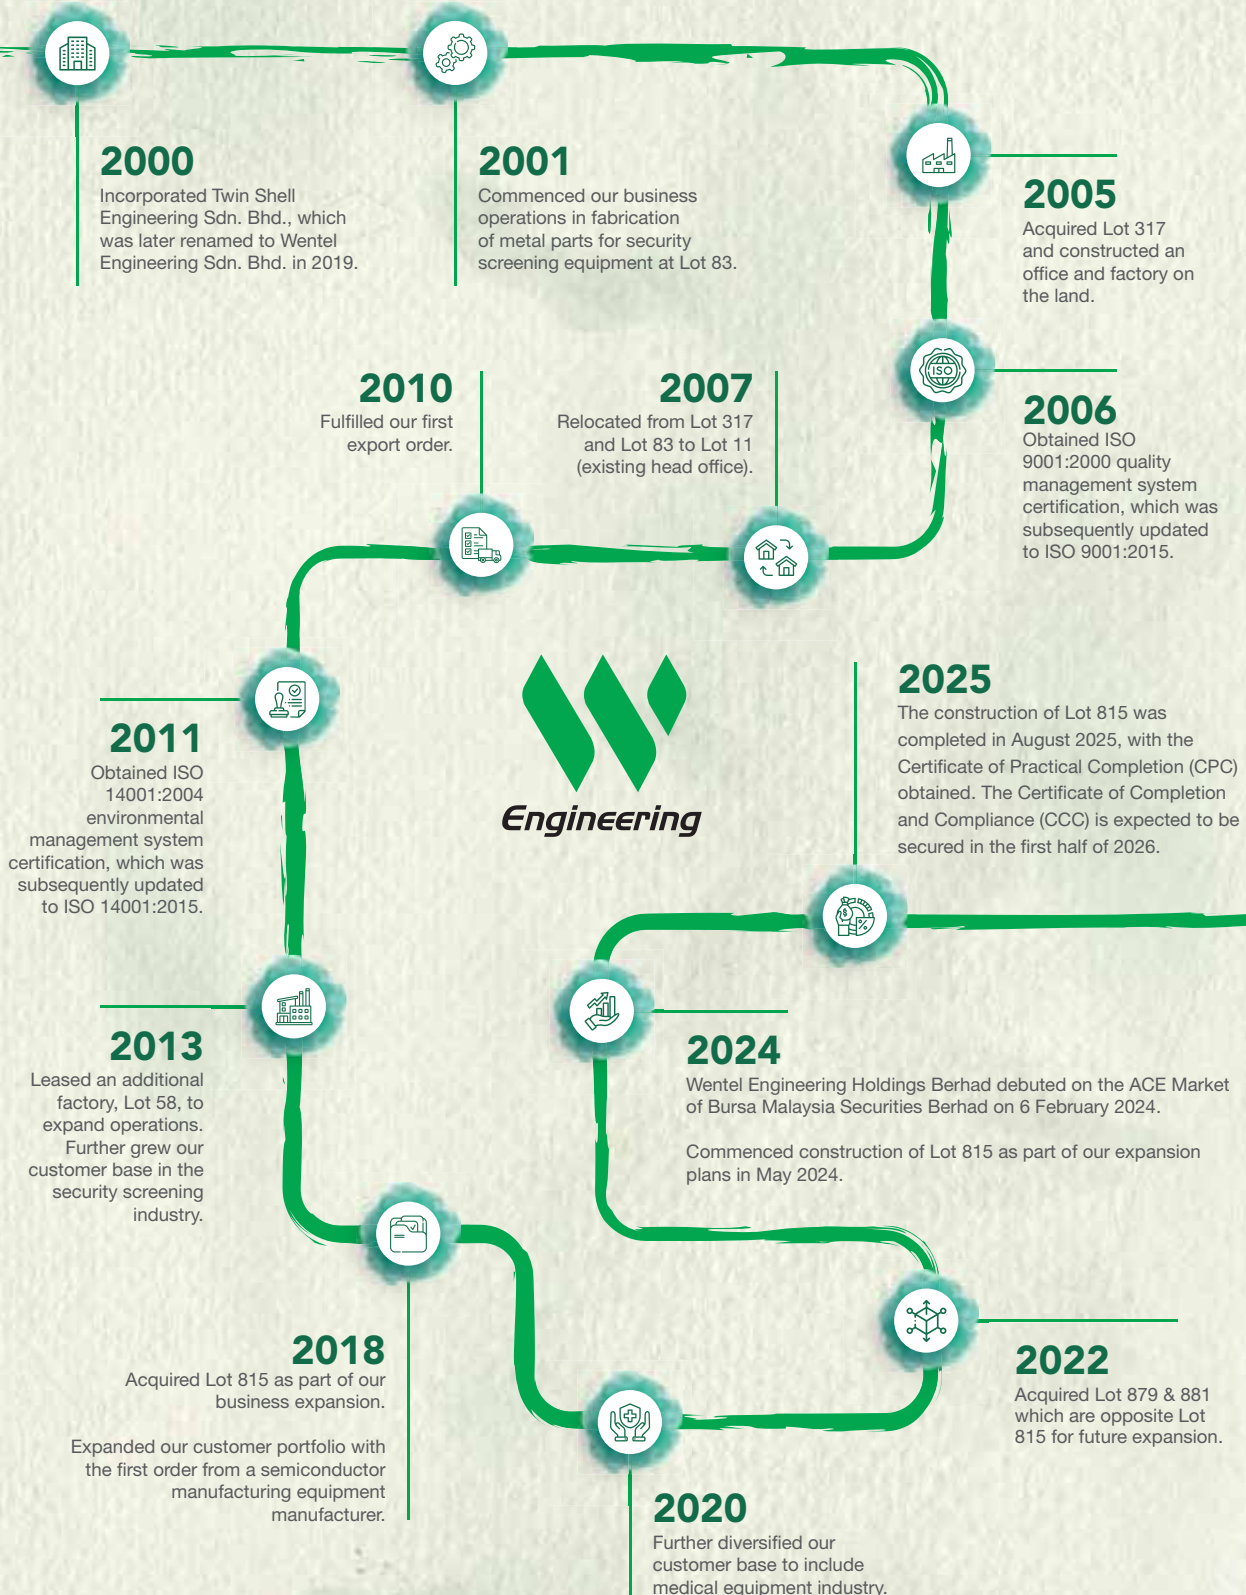 2000
Incorporated Twin Shell
Engineering Sdn. Bhd., which
was later renamed to Wentel
Engineering Sdn. Bhd. in 2019.
2001
Commenced our business
operations in fabrication
of metal parts for security
screening equipment at Lot 83.
2005
Acquired Lot 317
and constructed an
office and factory on
the land.
ISO
2006
Obtained ISO
9001:2000 quality
management system
certification, which was
subsequently updated
to ISO 9001:2015.
2007
Relocated from Lot 317
and Lot 83 to Lot 11
(existing head office).
2010
Fulfilled our first
export order.
2011
Obtained ISO
14001:2004
environmental
management system
certification, which was
subsequently updated
to ISO 14001:2015.
Engineering
2013
Leased an additional
factory, Lot 58, to
expand operations.
Further grew our
customer base in the
security screening
industry.
2018
Acquired Lot 815 as part of our
business expansion.
Expanded our customer portfolio with
the first order from a semiconductor
manufacturing equipment
manufacturer.
2020
Further diversified our
customer base to include
medical equipment industry.
2022
Acquired Lot 879 & 881
which are opposite Lot
815 for future expansion.
2024
Wentel Engineering Holdings Berhad debuted on the ACE Market
of Bursa Malaysia Securities Berhad on 6 February 2024.
Commenced construction of Lot 815 as part of our expansion
plans in May 2024.
2025
The construction of Lot 815 was
completed in August 2025, with the
Certificate of Practical Completion (CPC)
obtained. The Certificate of Completion
and Compliance (CCC) is expected to be
secured in the first half of 2026.
$
%